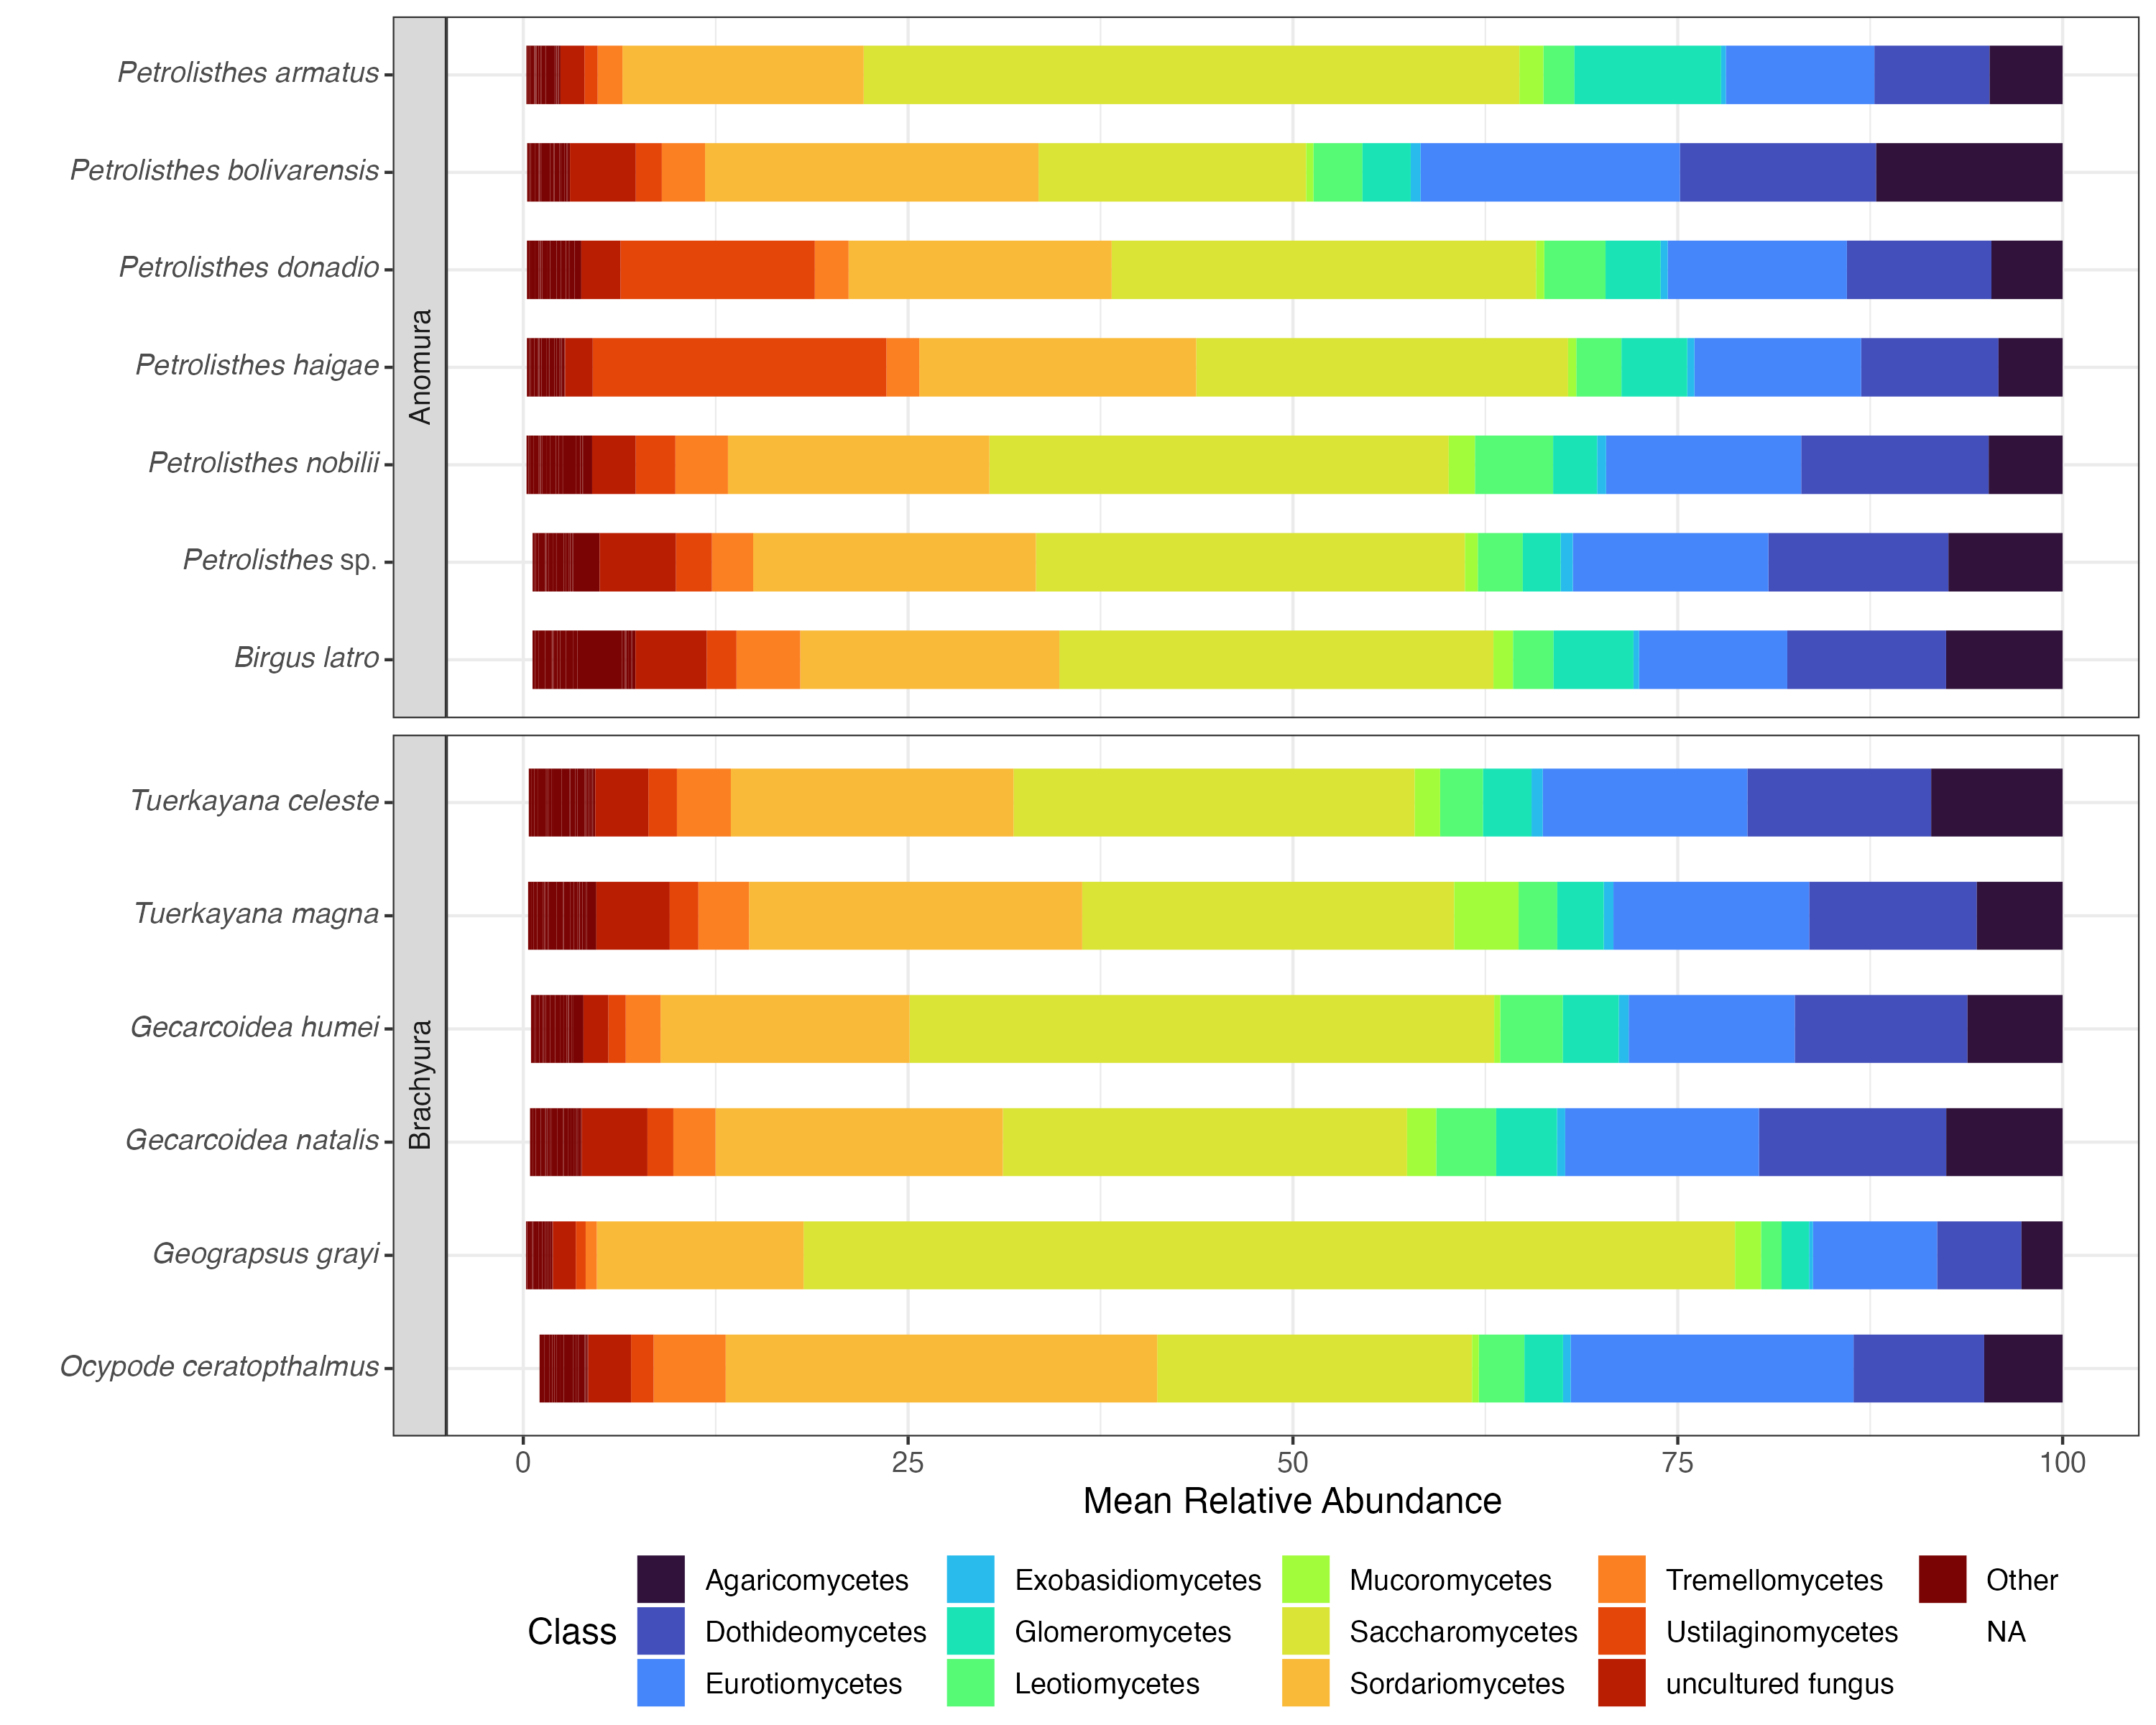 Petrolisthes armatus
Petrolisthes bolivarensis
Petrolisthes donadio
Petrolisthes haigae
Petrolisthes nobilii
Petrolisthes sp.
Birgus latro
Anomura
Tuerkayana celeste
Tuerkayana magna
Gecarcoidea humei
Gecarcoidea natalis
Geograpsus grayi
Ocypode ceratopthalmus
Brachyura
0 25 50 75 100
Mean Relative Abundance
Class
Agaricomycetes
Dothideomycetes
Eurotiomycetes
Exobasidiomycetes
Glomeromycetes
Leotiomycetes
Mucoromycetes
Saccharomycetes
Sordariomycetes
Tremellomycetes
Ustilaginomycetes
uncultured fungus
Other
NA